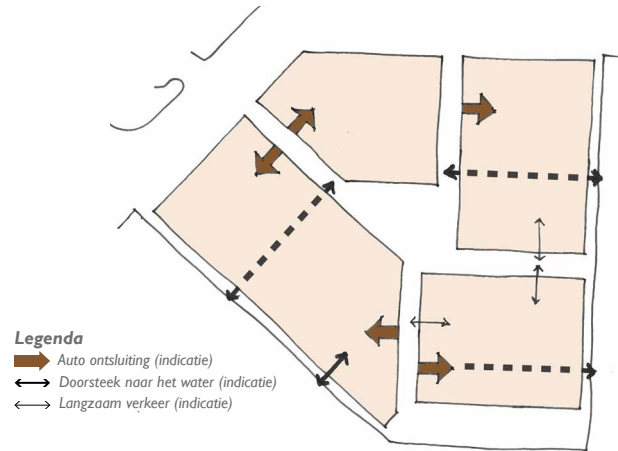 Legenda
Auto ontsluiting (indicatie)
Doorsteek naar het water (indicatie)
Langzaam verkeer (indicatie)